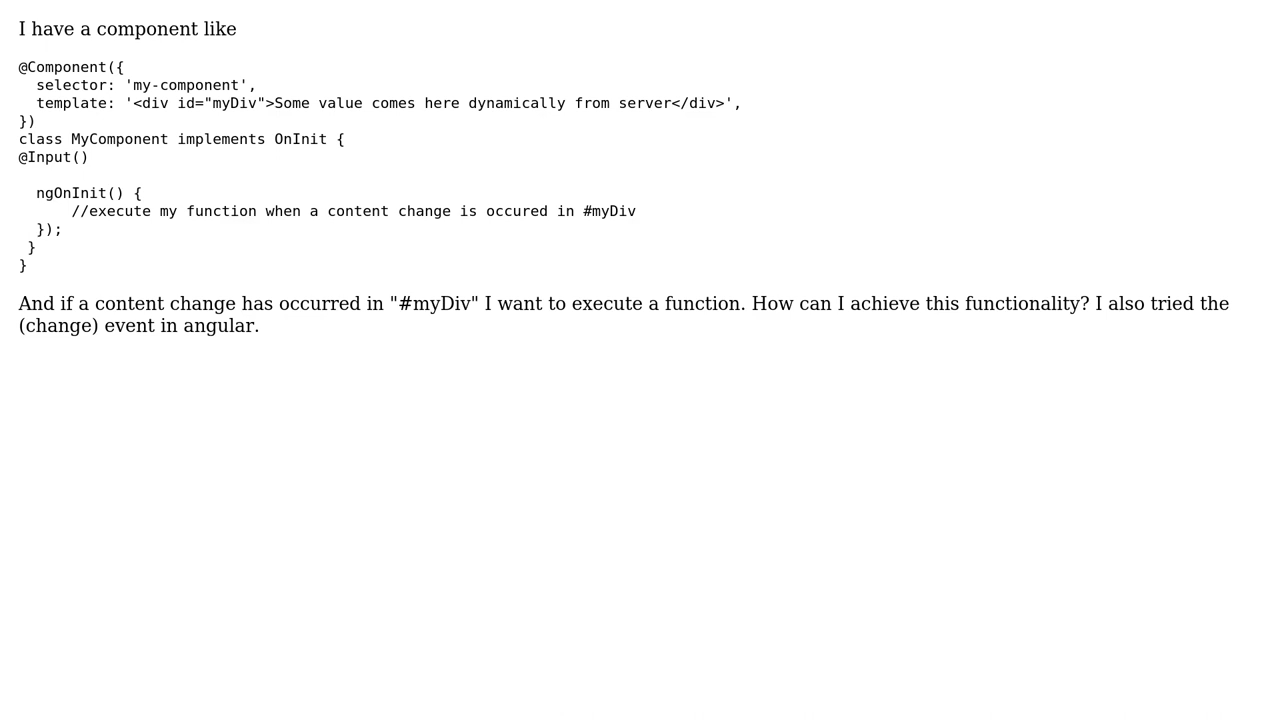 I have a component like
@Component({
  selector: 'my-component',
  template: '<div id="myDiv">Some value comes here dynamically from server</div>',
})
class MyComponent implements OnInit {
@Input()

  ngOnInit() {
      //execute my function when a content change is occured in #myDiv
  });
 }
}
And if a content change has occurred in "#myDiv" I want to execute a function. How can I achieve this functionality? I also tried the
(change) event in angular.